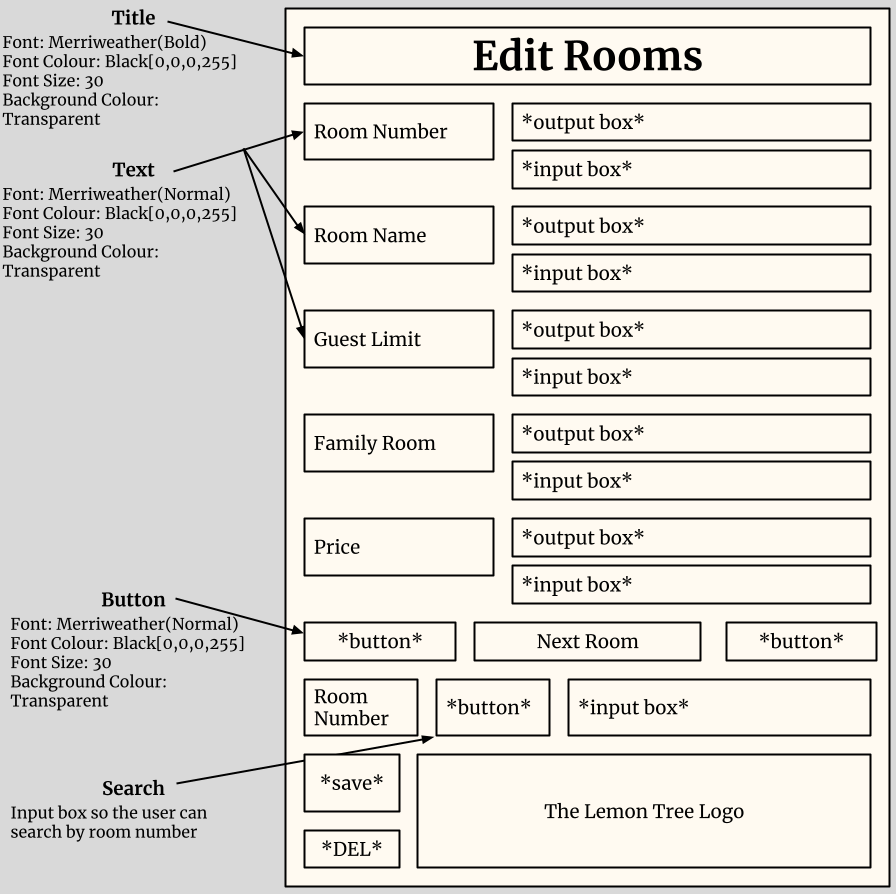 Title
Font: Merriweather(Bold)
Font Colour: Black[0,0,0,255]
Font Size: 30
Background Colour:
Transparent
Text
Font: Merriweather(Normal)
Font Colour: Black[0,0,0,255]
Font Size: 30
Background Colour:
Transparent
Button
Font: Merriweather(Normal)
Font Colour: Black[0,0,0,255]
Font Size: 30
Background Colour:
Transparent
Search
Input box so the user can
search by room number
Edit Rooms
Room Number
*output box*
*input box*
Room Name
*output box*
*input box*
Guest Limit
*output box*
*input box*
Family Room
*output box*
*input box*
Price
*output box*
*input box*
*button*
Next Room
*button*
Room
Number
*button*
*input box*
*save*
*DEL*
The Lemon Tree Logo